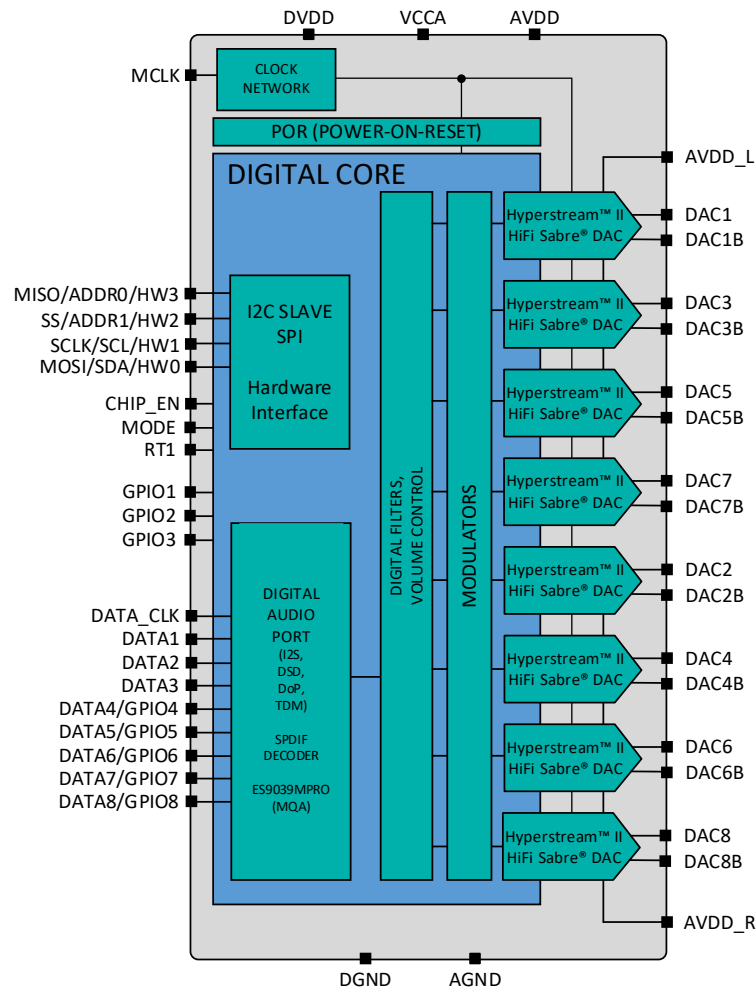 DVDD
VCCA
AVDD
MCLK
CLOCK
NETWORK
POR (POWER-ON-RESET)
DIGITAL CORE
AVDD_L
MISO/ADDR0/HW3
SS/ADDR1/HW2
SCLK/SCL/HW1
MOSI/SDA/HW0
CHIP_EN
MODE
RT1
GPIO1
GPIO2
GPIO3
DATA_CLK
DATA1
DATA2
DATA3
DATA4/GPIO4
DATA5/GPIO5
DATA6/GPIO6
DATA7/GPIO7
DATA8/GPIO8
I2C SLAVE
SPI
Hardware
Interface
DIGITAL
AUDIO
PORT
(I2S,
DSD,
DoP,
TDM)
SPDIF
DECODER
ES9039MPRO
(MQA)
DIGITAL FILTERS,
VOLUME CONTROL
MODULATORS
Hyperstream™ II
HiFi Sabre® DAC
DAC1
DAC1B
Hyperstream™ II
HiFi Sabre® DAC
DAC3
DAC3B
Hyperstream™ II
HiFi Sabre® DAC
DAC5
DAC5B
Hyperstream™ II
HiFi Sabre® DAC
DAC7
DAC7B
Hyperstream™ II
HiFi Sabre® DAC
DAC2
DAC2B
Hyperstream™ II
HiFi Sabre® DAC
DAC4
DAC4B
Hyperstream™ II
HiFi Sabre® DAC
DAC6
DAC6B
Hyperstream™ II
HiFi Sabre® DAC
DAC8
DAC8B
AVDD_R
DGND
AGND